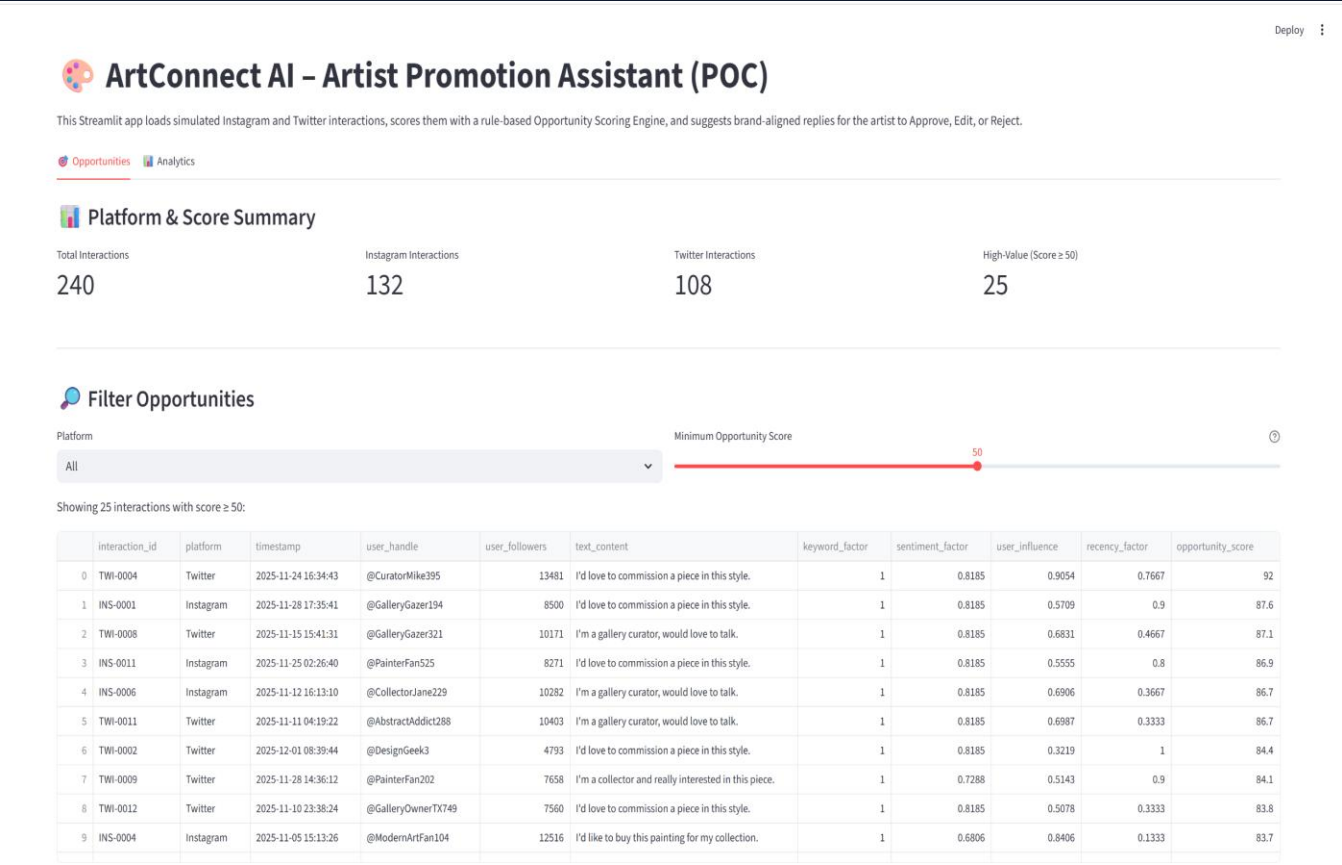 Deploy
ArtConnect AI – Artist Promotion Assistant (POC)
This Streamlit app loads simulated Instagram and Twitter interactions, scores them with a rule-based Opportunity Scoring Engine, and suggests brand-aligned replies for the artist to Approve, Edit, or Reject.
Opportunities Analytics
Platform & Score Summary
Total Interactions Instagram Interactions Twitter Interactions High-Value (Score ≥ 50)
240 132 108 25
Filter Opportunities
Platform Minimum Opportunity Score
50
All
Showing 25 interactions with score ≥ 50:
interaction_id platform timestamp user_handle user_followers text_content keyword_factor sentiment_factor user_influence recency_factor opportunity_score
0 TWI-0004 Twitter 2025-11-24 16:34:43 @CuratorMike395 13481 I'd love to commission a piece in this style. 1 0.8185 0.9054 0.7667 92
1 INS-0001 Instagram 2025-11-28 17:35:41 @GalleryGazer194 8500 I'd love to commission a piece in this style. 1 0.8185 0.5709 0.9 87.6
2 TWI-0008 Twitter 2025-11-15 15:41:31 @GalleryGazer321 10171 I'm a gallery curator, would love to talk. 1 0.8185 0.6831 0.4667 87.1
3 INS-0011 Instagram 2025-11-25 02:26:40 @PainterFan525 8271 I'd love to commission a piece in this style. 1 0.8185 0.5555 0.8 86.9
4 INS-0006 Instagram 2025-11-12 16:13:10 @CollectorJane229 10282 I'm a gallery curator, would love to talk. 1 0.8185 0.6906 0.3667 86.7
5 TWI-0011 Twitter 2025-11-11 04:19:22 @AbstractAddict288 10403 I'm a gallery curator, would love to talk. 1 0.8185 0.6987 0.3333 86.7
6 TWI-0002 Twitter 2025-12-01 08:39:44 @DesignGeek3 4793 I'd love to commission a piece in this style. 1 0.8185 0.3219 1 84.4
7 TWI-0009 Twitter 2025-11-28 14:36:12 @PainterFan202 7658 I'm a collector and really interested in this piece. 1 0.7288 0.5143 0.9 84.1
8 TWI-0012 Twitter 2025-11-10 23:38:24 @GalleryOwnerTX749 7560 I'd love to commission a piece in this style. 1 0.8185 0.5078 0.3333 83.8
9 INS-0004 Instagram 2025-11-05 15:13:26 @ModernArtFan104 12516 I'd like to buy this painting for my collection. 1 0.6806 0.8406 0.1333 83.7